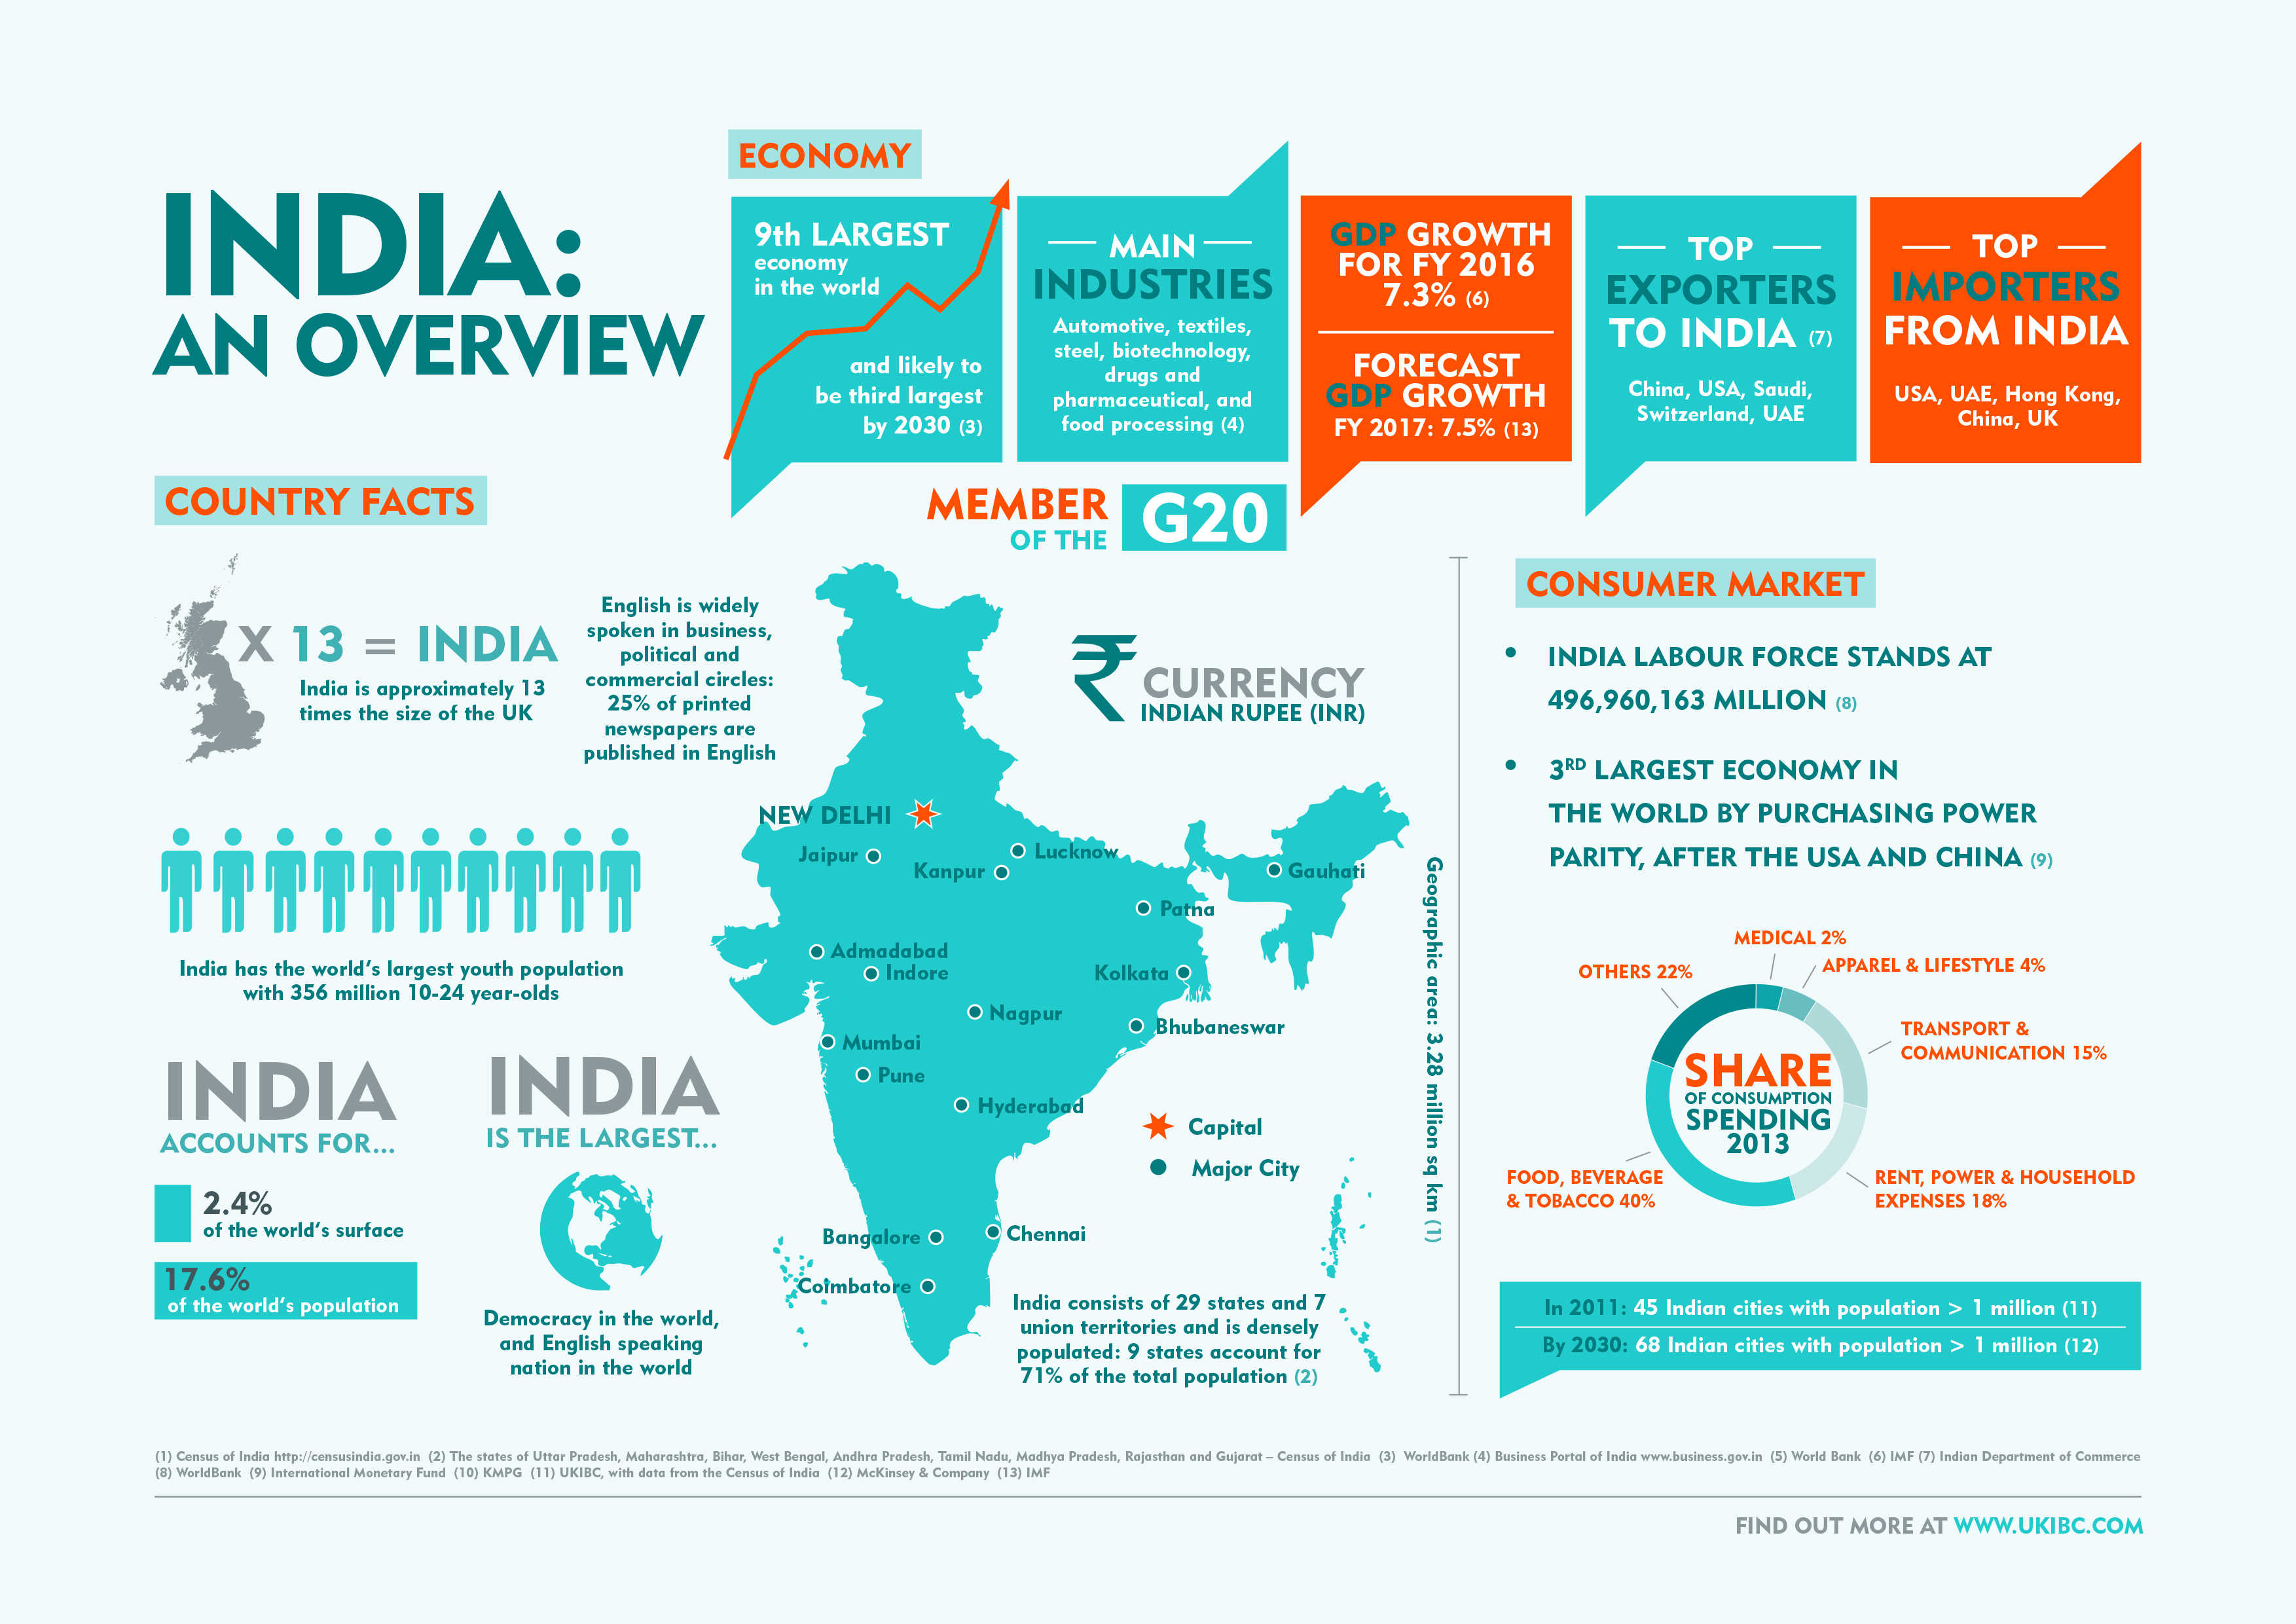 INDIA:
AN OVERVIEW
ECONOMY
9th LARGEST
economy
in the world
and likely to
be third largest
by 2030 (3)
MAIN
INDUSTRIES
Automotive, textiles,
steel, biotechnology,
drugs and
pharmaceutical, and
food processing (4)
GDP GROWTH
FOR FY 2016
7.3% (6)
FORECAST
GDP GROWTH
FY 2017: 7.5% (13)
TOP
EXPORTERS
TO INDIA (7)
China, USA, Saudi,
Switzerland, UAE
TOP
IMPORTERS
FROM INDIA
USA, UAE, Hong Kong,
China, UK
MEMBER
OF THE
G20
COUNTRY FACTS
X 13 = INDIA
India is approximately 13
times the size of the UK
English is widely
spoken in business,
political and
commercial circles:
25% of printed
newspapers are
published in English
India has the world's largest youth population
with 356 million 10-24 year-olds
INDIA
ACCOUNTS FOR...
2.4%
of the world's surface
17.6%
of the world's population
INDIA
IS THE LARGEST...
Democracy in the world,
and English speaking
nation in the world
₹ CURRENCY
INDIAN RUPEE (INR)
NEW DELHI
Jaipur
Lucknow
Kanpur
Gauhati
Patna
Admadabad
Indore
Kolkata
Nagpur
Bhubaneswar
Mumbai
Pune
Hyderabad
Capital
Major City
Bangalore
Chennai
Coimbatore
India consists of 29 states and 7
union territories and is densely
populated: 9 states account for
71% of the total population (2)
Geographic area: 3.28 million sq km (1)
CONSUMER MARKET
• INDIA LABOUR FORCE STANDS AT
496,960,163 MILLION (8)
• 3RD LARGEST ECONOMY IN
THE WORLD BY PURCHASING POWER
PARITY, AFTER THE USA AND CHINA (9)
MEDICAL 2%
APPAREL & LIFESTYLE 4%
OTHERS 22%
TRANSPORT &
COMMUNICATION 15%
SHARE
OF CONSUMPTION
SPENDING
2013
FOOD, BEVERAGE
& TOBACCO 40%
RENT, POWER & HOUSEHOLD
EXPENSES 18%
In 2011: 45 Indian cities with population > 1 million (11)
By 2030: 68 Indian cities with population > 1 million (12)
(1) Census of India http://censusindia.gov.in (2) The states of Uttar Pradesh, Maharashtra, Bihar, West Bengal, Andhra Pradesh, Tamil Nadu, Madhya Pradesh, Rajasthan and Gujarat – Census of India (3) WorldBank (4) Business Portal of India www.business.gov.in (5) World Bank (6) IMF (7) Indian Department of Commerce
(8) WorldBank (9) International Monetary Fund (10) KMPG (11) UKIBC, with data from the Census of India (12) McKinsey & Company (13) IMF
FIND OUT MORE AT WWW.UKIBC.COM